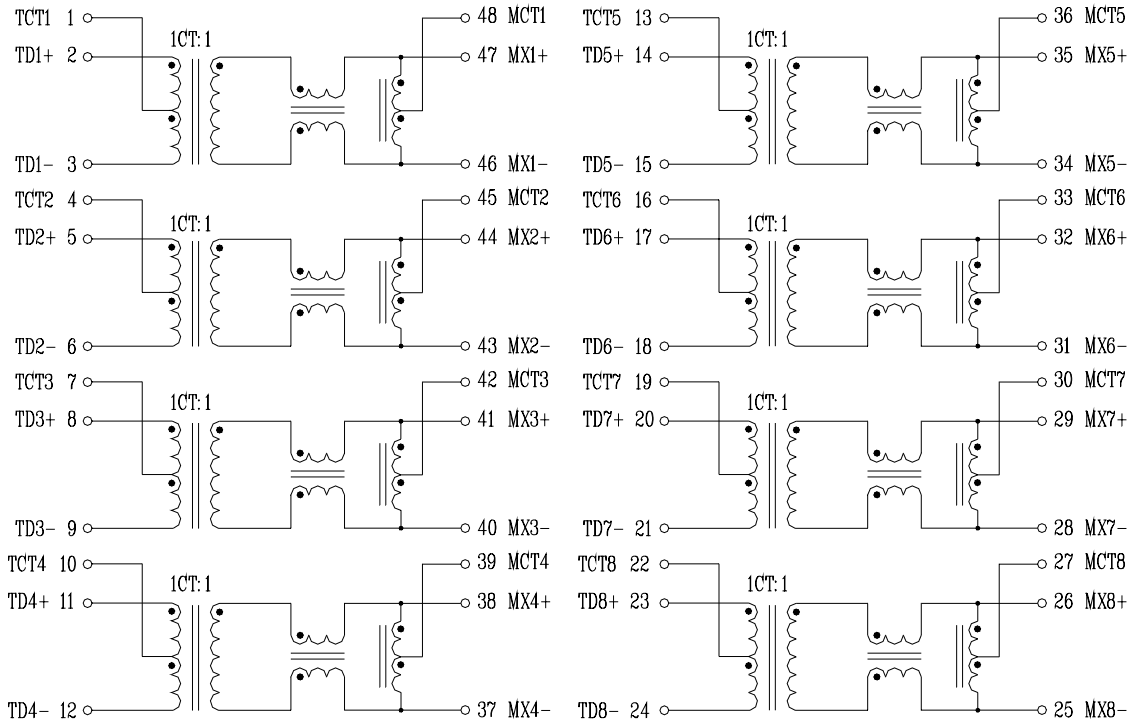 TCT1 1 48 MCT1 TCT5 13 36 MCT5
1CT:1 1CT:1
TD1+ 2 47 MX1+ TD5+ 14 35 MX5+
TD1- 3 46 MX1- TD5- 15 34 MX5-
TCT2 4 45 MCT2 TCT6 16 33 MCT6
1CT:1 1CT:1
TD2+ 5 44 MX2+ TD6+ 17 32 MX6+
TD2- 6 43 MX2- TD6- 18 31 MX6-
TCT3 7 42 MCT3 TCT7 19 30 MCT7
1CT:1 1CT:1
TD3+ 8 41 MX3+ TD7+ 20 29 MX7+
TD3- 9 40 MX3- TD7- 21 28 MX7-
TCT4 10 39 MCT4 TCT8 22 27 MCT8
1CT:1 1CT:1
TD4+ 11 38 MX4+ TD8+ 23 26 MX8+
TD4- 12 37 MX4- TD8- 24 25 MX8-